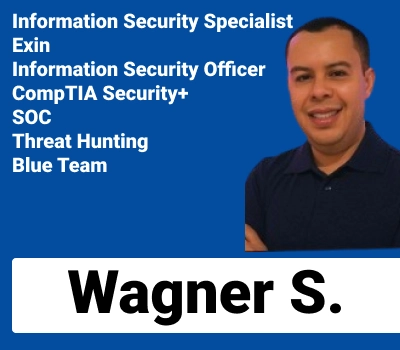 Information Security Specialist
Exin
Information Security Officer
CompTIA Security+
SOC
Threat Hunting
Blue Team
Wagner S.